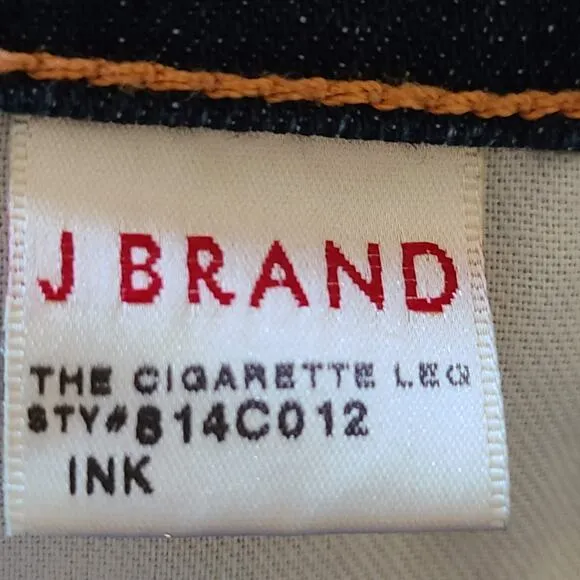 J BRAND
THE CIGARETTE LEG
STY#814C012
INK